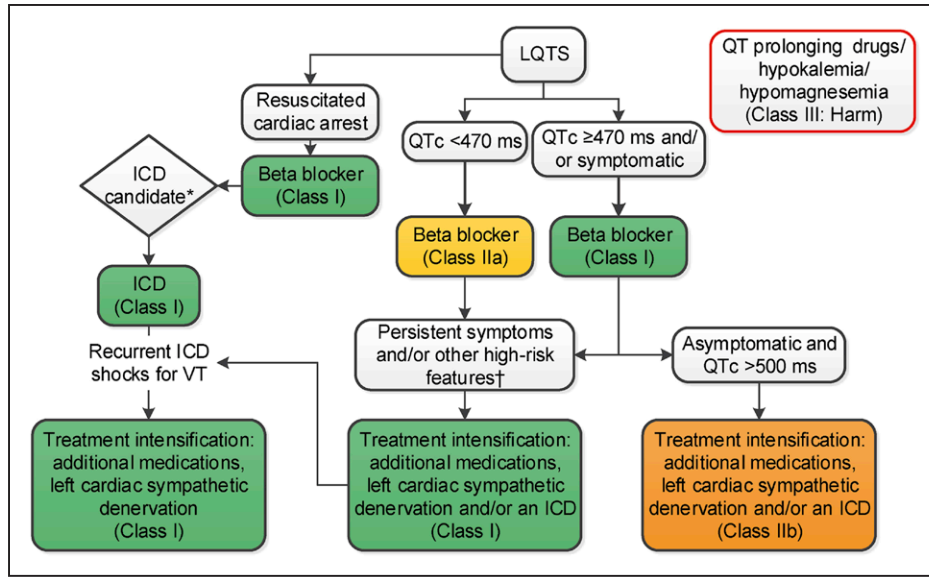 LQTS
QT prolonging drugs/
hypokalemia/
hypomagnesemia
(Class III: Harm)
Resuscitated
cardiac arrest
QTc <470 ms
QTc ≥470 ms and/
or symptomatic
ICD
candidate*
Beta blocker
(Class I)
Beta blocker
(Class IIa)
Beta blocker
(Class I)
ICD
(Class I)
Recurrent ICD
shocks for VT
Persistent symptoms
and/or other high-risk
features†
Asymptomatic and
QTc >500 ms
Treatment intensification:
additional medications,
left cardiac sympathetic
denervation
(Class I)
Treatment intensification:
additional medications,
left cardiac sympathetic
denervation and/or an ICD
(Class I)
Treatment intensification:
additional medications,
left cardiac sympathetic
denervation and/or an ICD
(Class IIb)